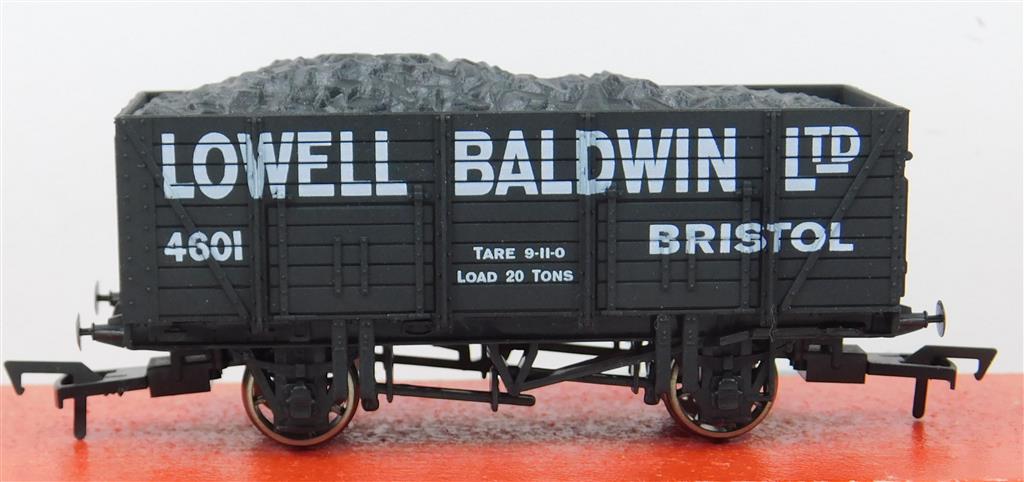 LOWELL BALDWIN LTD
4601
BRISTOL
TARE 9-11-0
LOAD 20 TONS